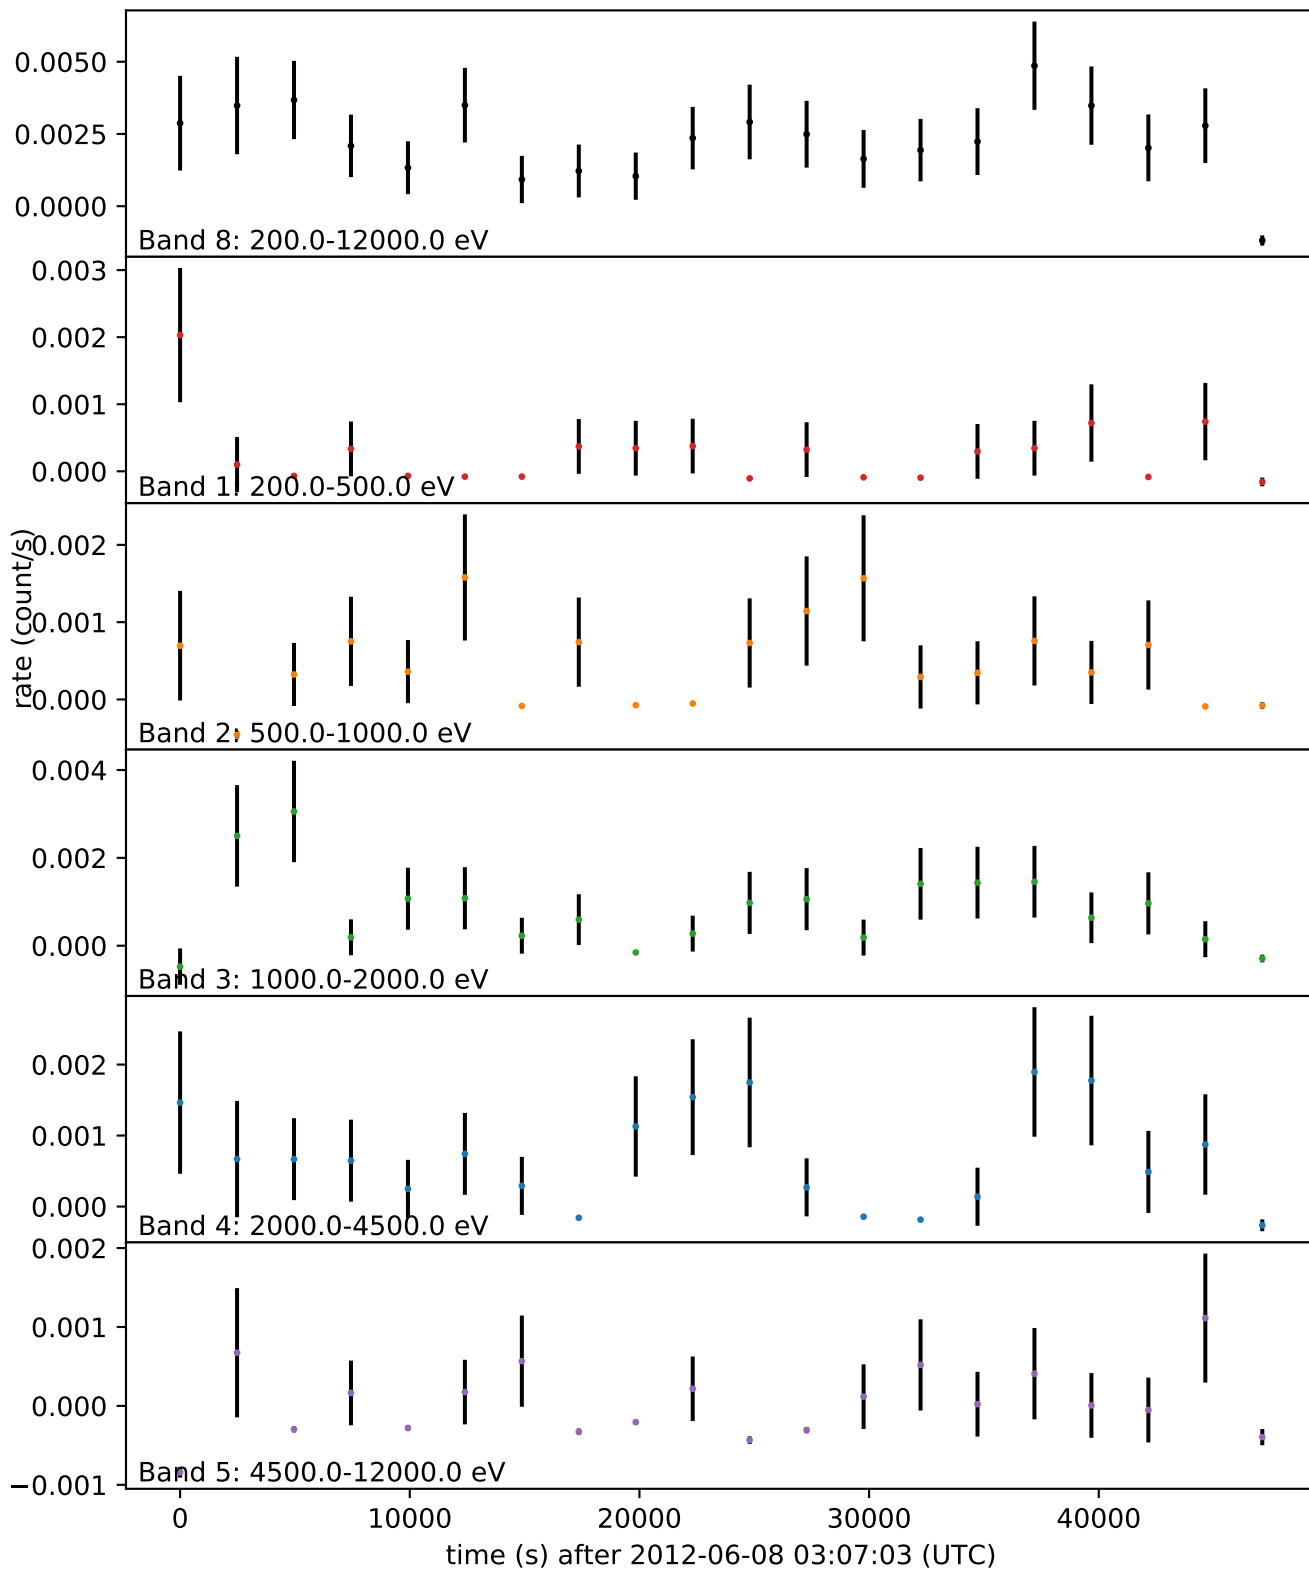 0.0050
0.0025
0.0000
Band 8: 200.0-12000.0 eV
0.003
0.002
0.001
0.000
Band 1: 200.0-500.0 eV
rate (count/s)
0.002
0.001
0.000
Band 2: 500.0-1000.0 eV
0.004
0.002
0.000
Band 3: 1000.0-2000.0 eV
0.002
0.001
0.000
Band 4: 2000.0-4500.0 eV
0.002
0.001
0.000
−0.001
Band 5: 4500.0-12000.0 eV
0 10000 20000 30000 40000
time (s) after 2012-06-08 03:07:03 (UTC)